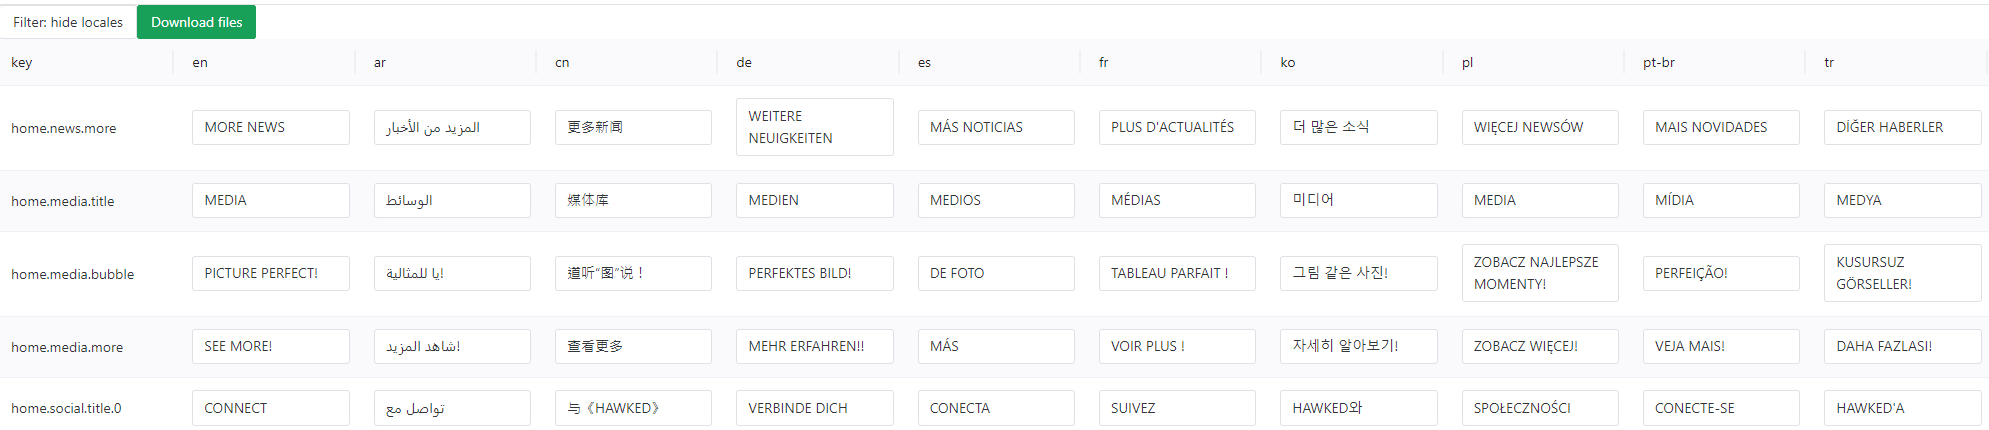 Filter: hide locales Download files
key en ar cn de es fr ko pl pt-br tr
home.news.more MORE NEWS المزيد من الأخبار 更多新闻 WEITERE NEUIGKEITEN MÁS NOTICIAS PLUS D'ACTUALITÉS 더 많은 소식 WIĘCEJ NEWSÓW MAIS NOVIDADES DİĞER HABERLER
home.media.title MEDIA الوسائط 媒体库 MEDIEN MEDIOS MÉDIAS 미디어 MEDIA MÍDIA MEDYA
home.media.bubble PICTURE PERFECT! يا للمثالية! 道听“图”说！ PERFEKTES BILD! DE FOTO TABLEAU PARFAIT ! 그림 같은 사진! ZOBACZ NAJLEPSZE MOMENTY! PERFEIÇÃO! KUSURSUZ GÖRSELLER!
home.media.more SEE MORE! شاهد المزيد! 查看更多 MEHR ERFAHREN!! MÁS VOIR PLUS ! 자세히 알아보기! ZOBACZ WIĘCEJ! VEJA MAIS! DAHA FAZLASI!
home.social.title.0 CONNECT تواصل مع 与《HAWKED》 VERBINDE DICH CONECTA SUIVEZ HAWKED와 SPOŁECZNOŚCI CONECTE-SE HAWKED'A